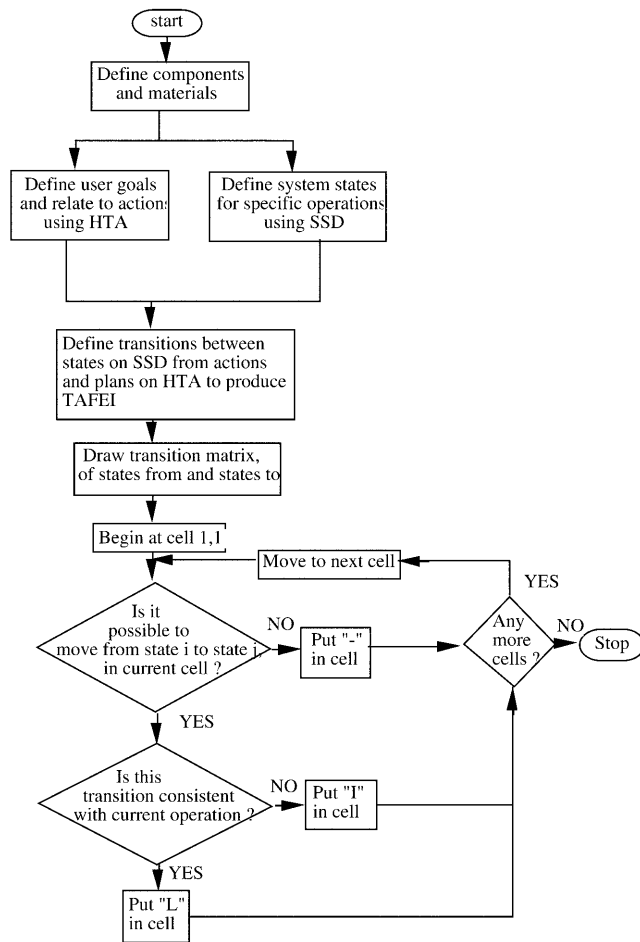 start
Define components
and materials
Define user goals
and relate to actions
using HTA
Define system states
for specific operations
using SSD
Define transitions between
states on SSD from actions
and plans on HTA to produce
TAFEI
Draw transition matrix,
of states from and states to
Begin at cell 1,1
Move to next cell
YES
Is it
possible to
move from state i to state j,
in current cell ?
NO
Put "-"
in cell
Any
more
cells ?
NO
Stop
YES
Is this
transition consistent
with current operation ?
NO
Put "I"
in cell
YES
Put "L"
in cell